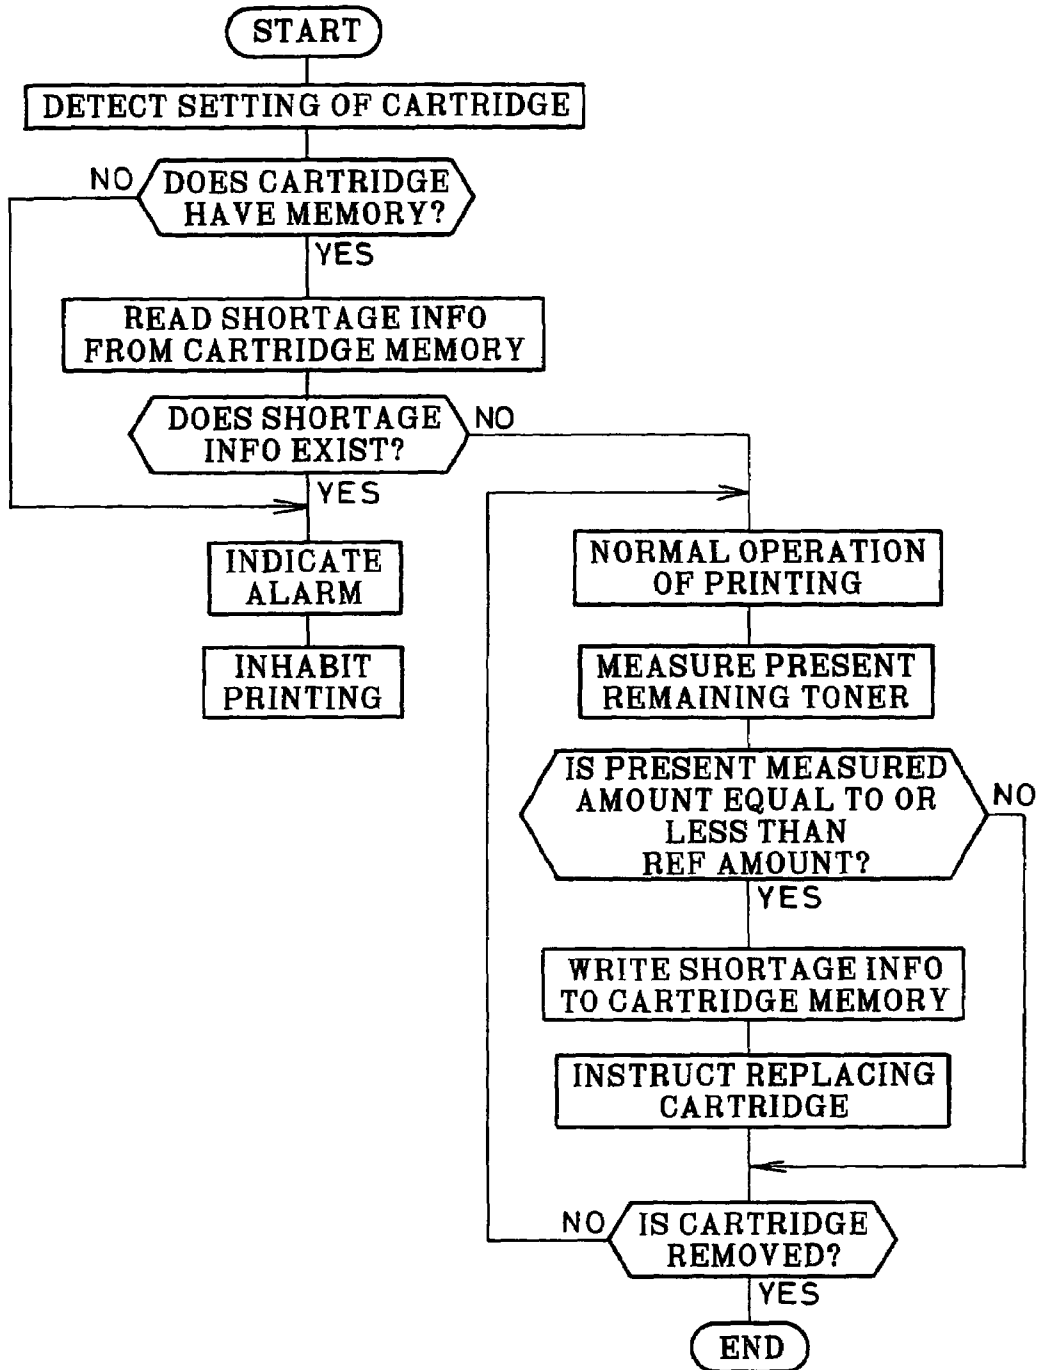 START
DETECT SETTING OF CARTRIDGE
NO
DOES CARTRIDGE
HAVE MEMORY?
YES
READ SHORTAGE INFO
FROM CARTRIDGE MEMORY
DOES SHORTAGE
INFO EXIST?
NO
YES
INDICATE
ALARM
INHABIT
PRINTING
NORMAL OPERATION
OF PRINTING
MEASURE PRESENT
REMAINING TONER
IS PRESENT MEASURED
AMOUNT EQUAL TO OR
LESS THAN
REF AMOUNT?
NO
YES
WRITE SHORTAGE INFO
TO CARTRIDGE MEMORY
INSTRUCT REPLACING
CARTRIDGE
NO
IS CARTRIDGE
REMOVED?
YES
END